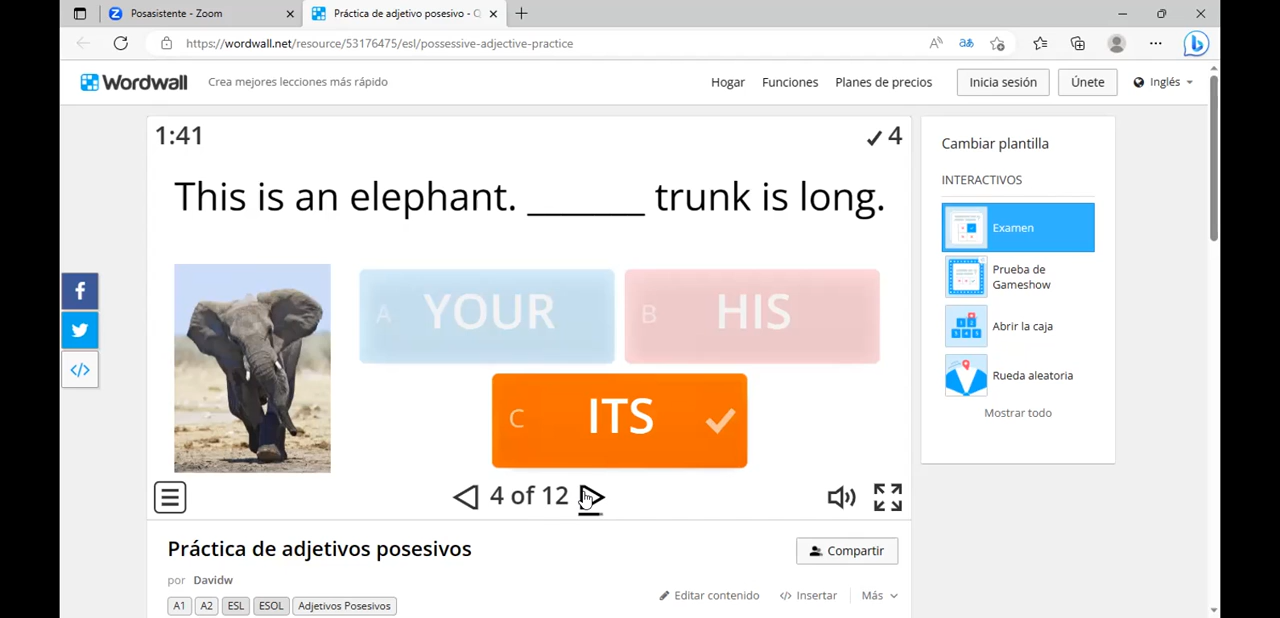 Posasistente - Zoom
Práctica de adjetivo posesivo - Q
https://wordwall.net/resource/53176475/esl/possessive-adjective-practice
Wordwall
Crea mejores lecciones más rápido
Hogar
Funciones
Planes de precios
Inicia sesión
Únete
Inglés
1:41
4
This is an elephant. ______ trunk is long.
A YOUR
B HIS
C ITS
4 of 12
Cambiar plantilla
INTERACTIVOS
Examen
Prueba de
Gameshow
Abrir la caja
Rueda aleatoria
Mostrar todo
Práctica de adjetivos posesivos
Compartir
por Davidw
A1
A2
ESL
ESOL
Adjetivos Posesivos
Editar contenido
Insertar
Más